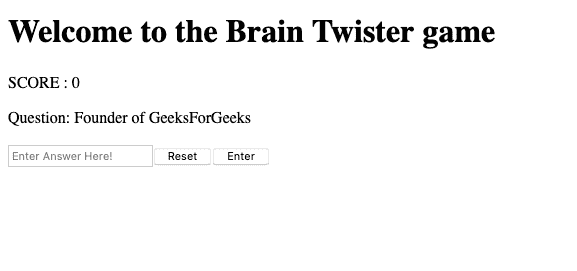 Welcome to the Brain Twister game
SCORE : 0
Question: Founder of GeeksForGeeks
Enter Answer Here! Reset Enter